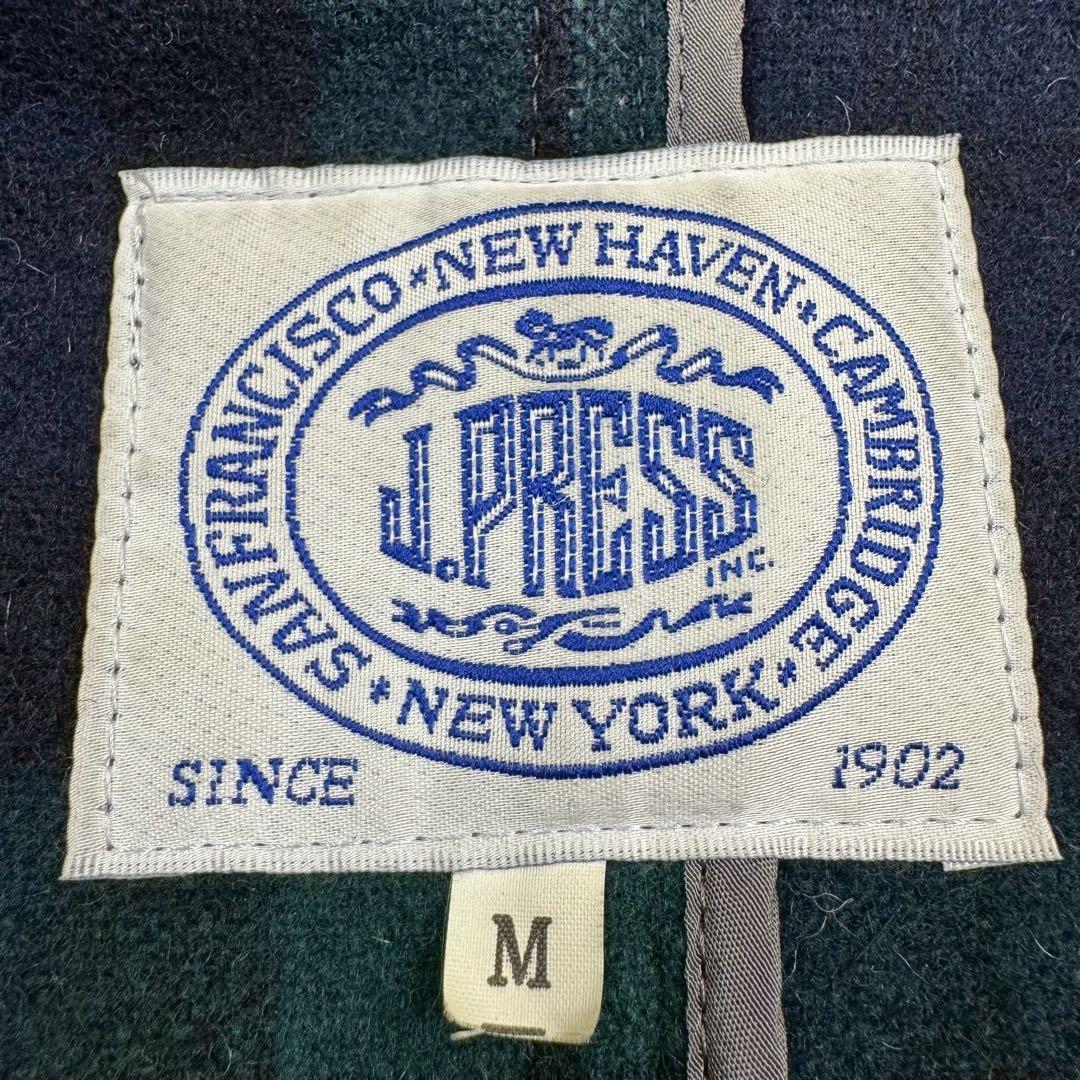 SAN FRANCISCO * NEW HAVEN * CAMBRIDGE * NEW YORK *
J. PRESS
INC.
SINCE 1902
M